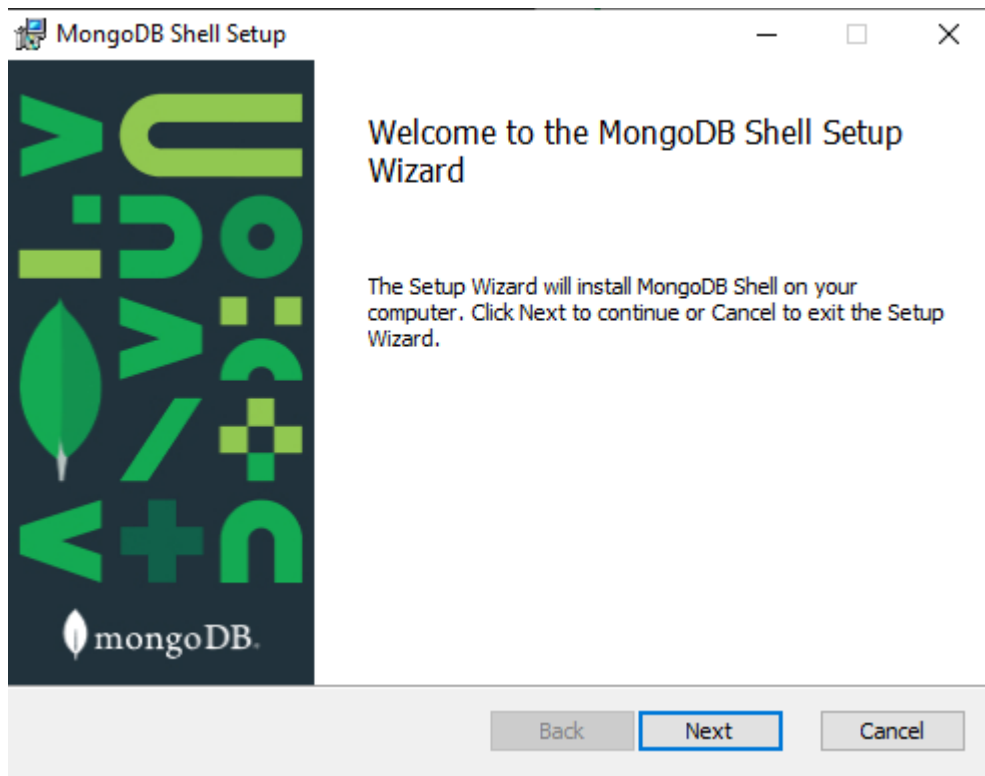 MongoDB Shell Setup
Welcome to the MongoDB Shell Setup
Wizard
The Setup Wizard will install MongoDB Shell on your
computer. Click Next to continue or Cancel to exit the Setup
Wizard.
mongoDB.
Back
Next
Cancel